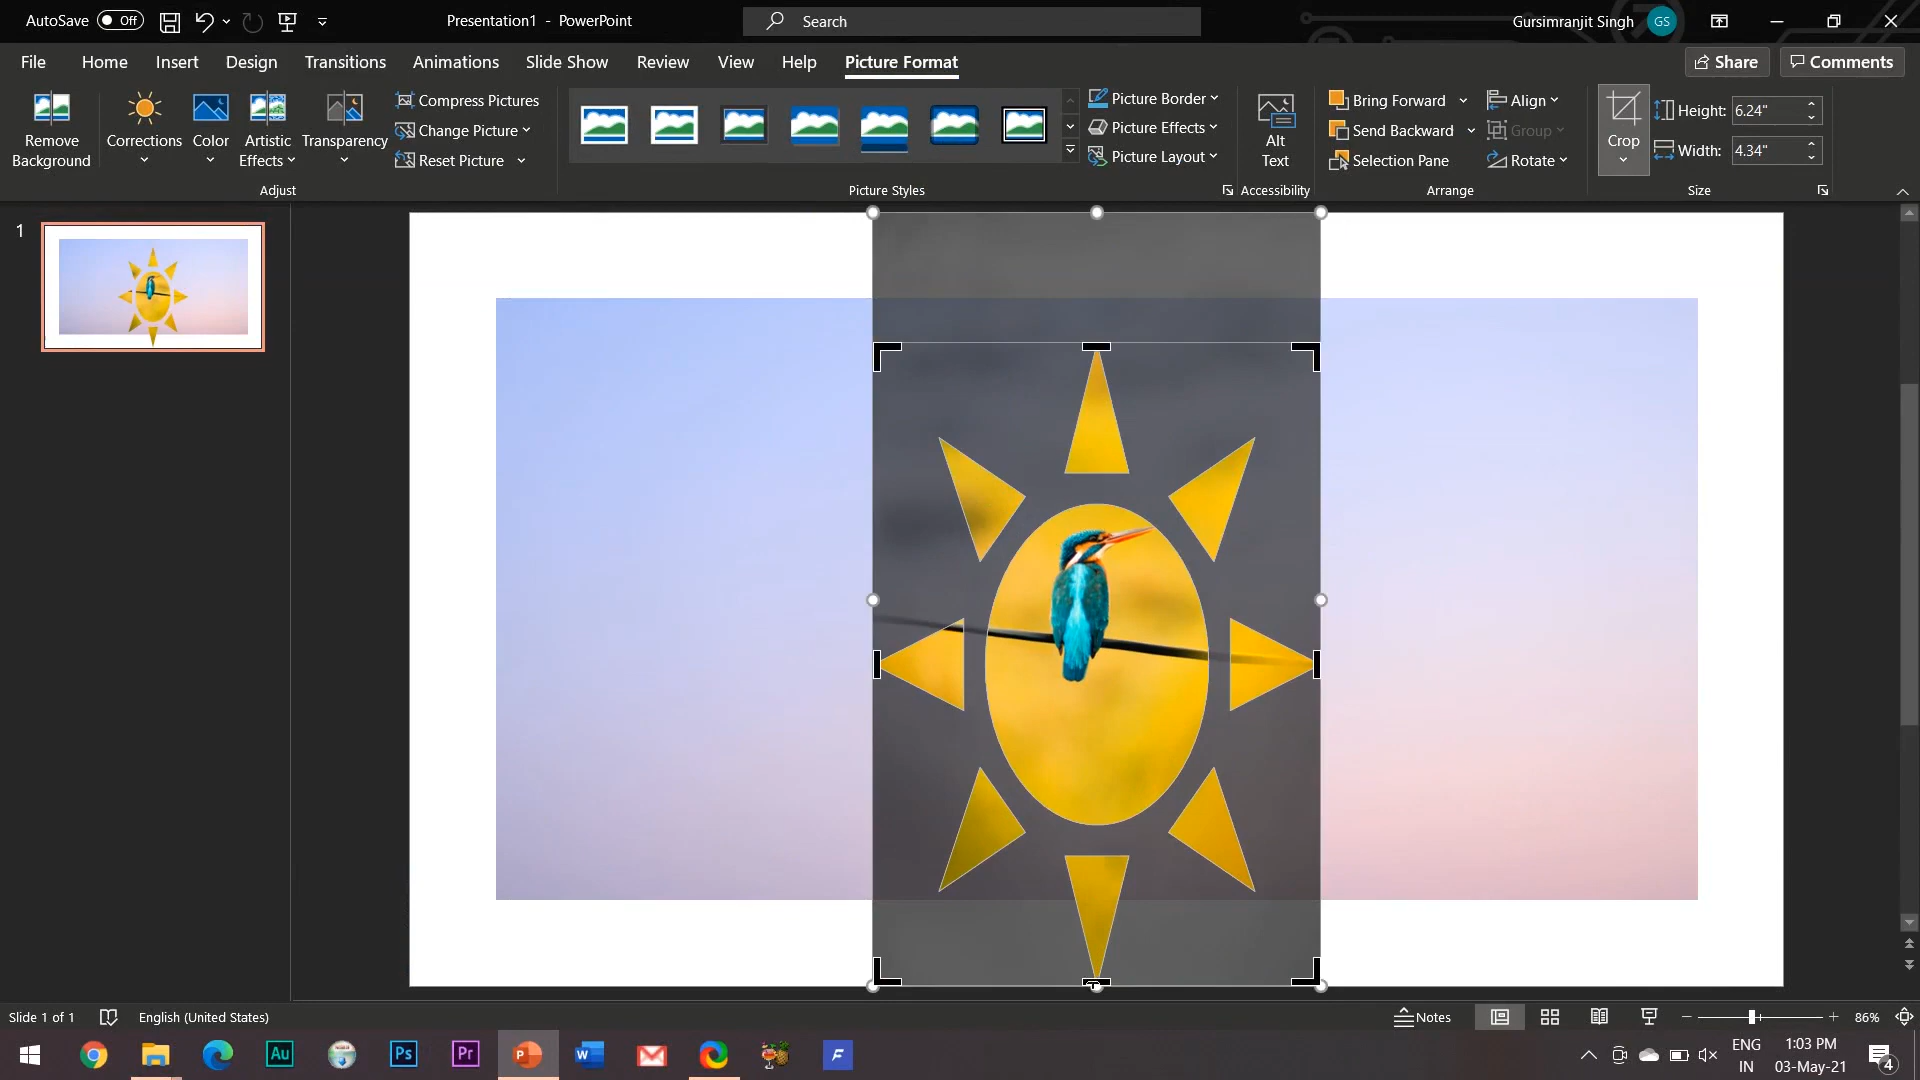 AutoSave Off Presentation1 - PowerPoint Search Gursimranjit Singh GS
File Home Insert Design Transitions Animations Slide Show Review View Help Picture Format Share Comments
Remove Background
Corrections
Color
Artistic Effects
Transparency
Compress Pictures
Change Picture
Reset Picture
Adjust
Picture Border
Picture Effects
Picture Layout
Picture Styles
Alt Text
Accessibility
Bring Forward
Send Backward
Selection Pane
Align
Group
Rotate
Arrange
Crop
Height: 6.24"
Width: 4.34"
Size
1
Slide 1 of 1 English (United States) Notes 86%
Au Ps Pr P W F
ENG
IN
1:03 PM
03-May-21
4